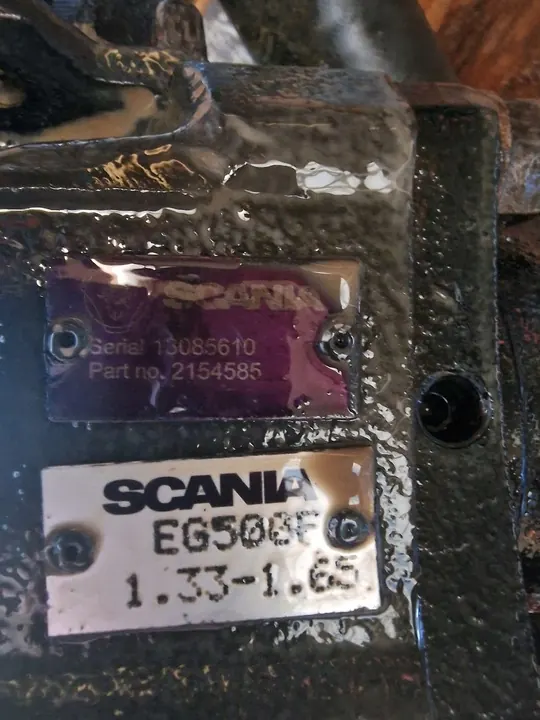 SCANIA
Serial 13085610
Part no. 2154585
SCANIA
EG500F
1.33-1.65